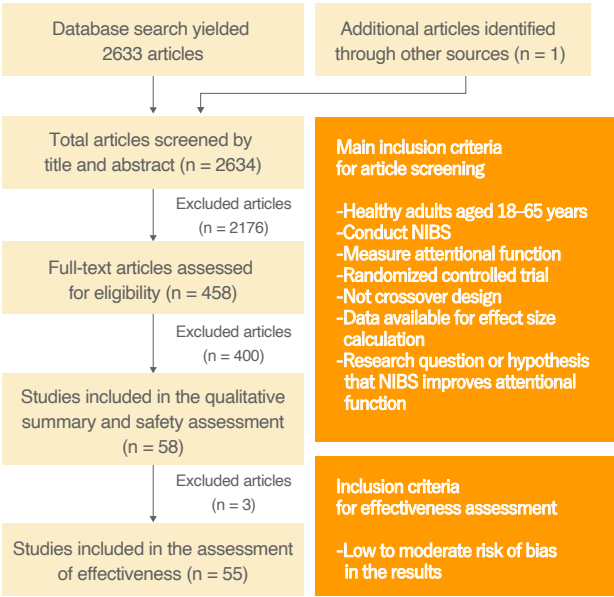 Database search yielded
2633 articles
Additional articles identified
through other sources (n = 1)
Total articles screened by
title and abstract (n = 2634)
Excluded articles
(n = 2176)
Full-text articles assessed
for eligibility (n = 458)
Excluded articles
(n = 400)
Studies included in the qualitative
summary and safety assessment
(n = 58)
Excluded articles
(n = 3)
Studies included in the assessment
of effectiveness (n = 55)
Main inclusion criteria
for article screening
-Healthy adults aged 18–65 years
-Conduct NIBS
-Measure attentional function
-Randomized controlled trial
-Not crossover design
-Data available for effect size
calculation
-Research question or hypothesis
that NIBS improves attentional
function
Inclusion criteria
for effectiveness assessment
-Low to moderate risk of bias
in the results